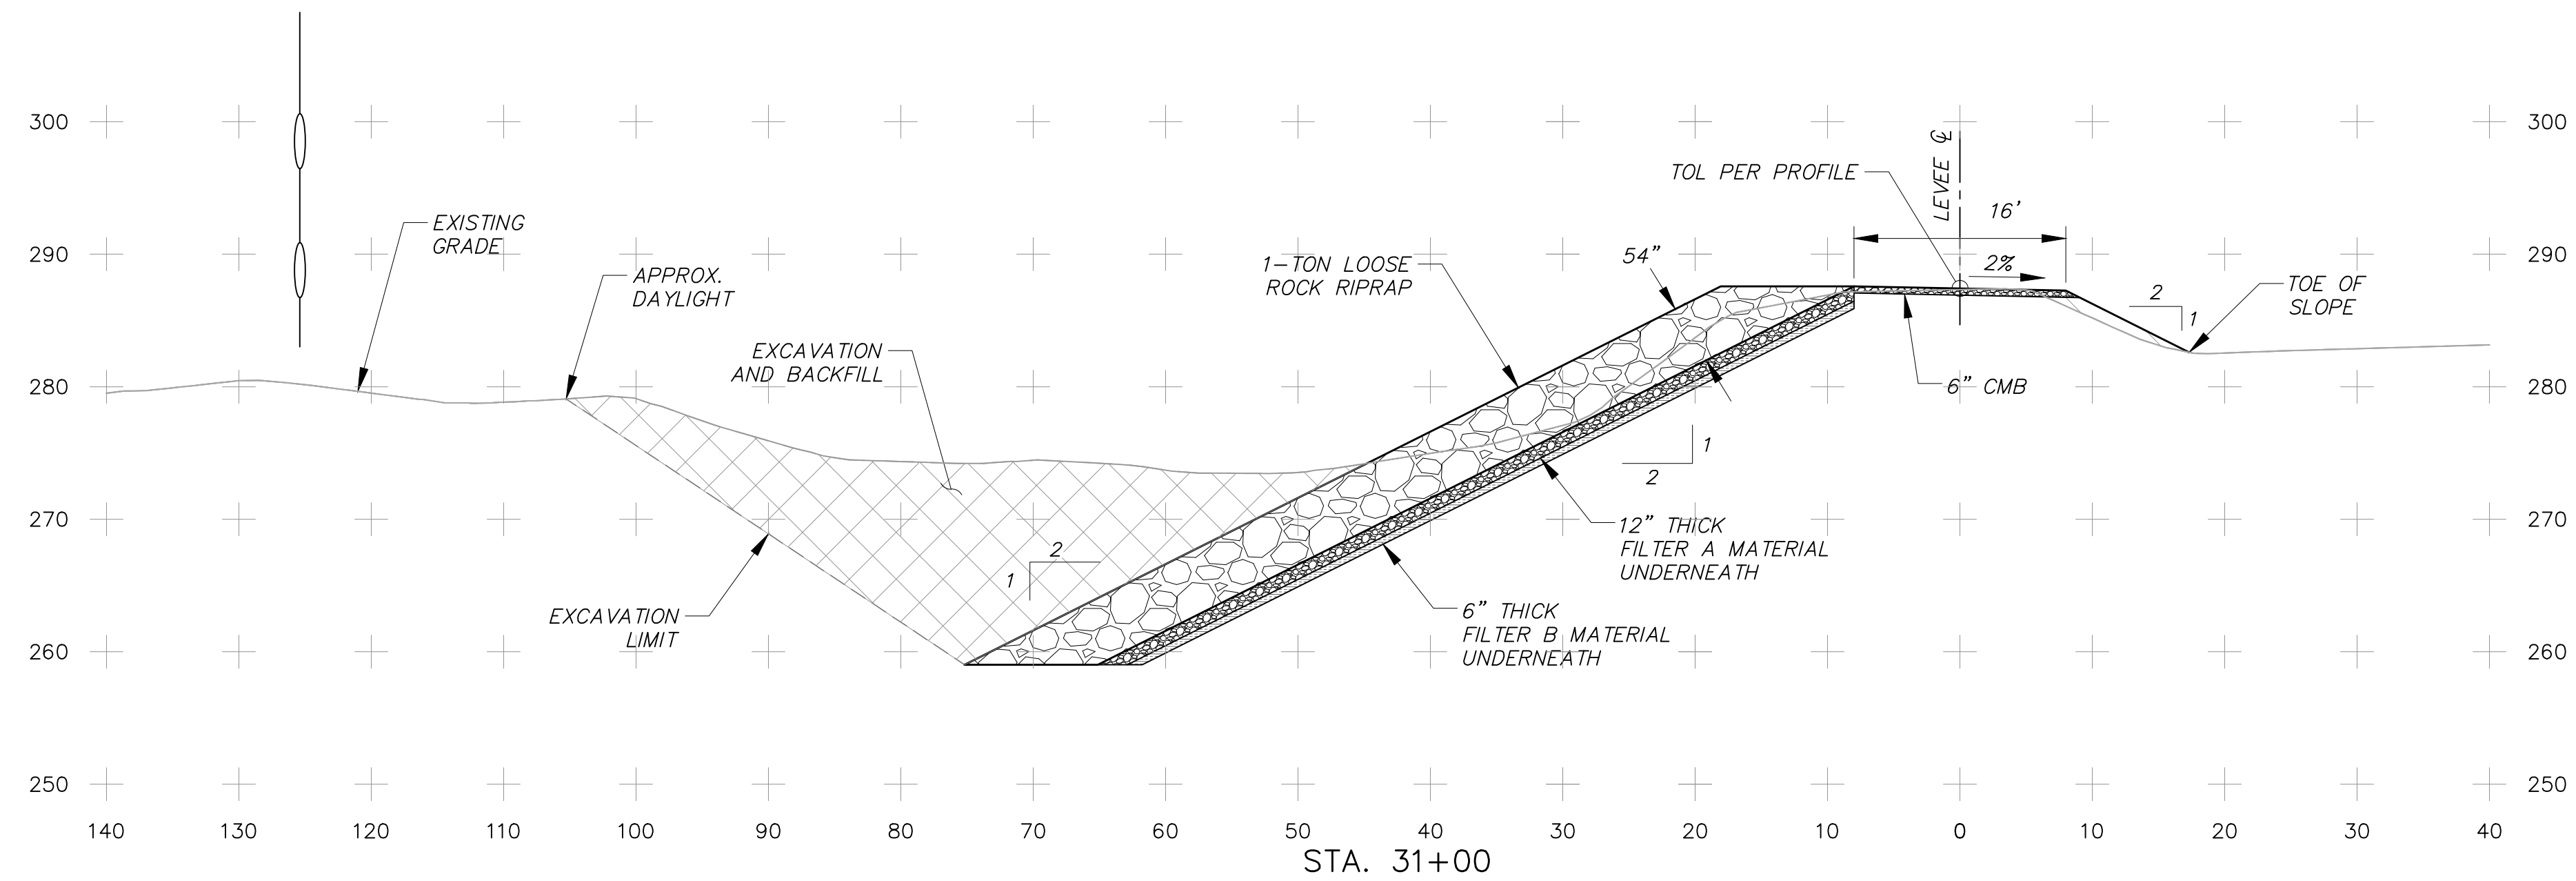 300
300
LEVEE ℄
TOL PER PROFILE
16'
EXISTING
GRADE
290
290
54"
2%
1-TON LOOSE
ROCK RIPRAP
APPROX.
DAYLIGHT
TOE OF
SLOPE
2
1
EXCAVATION
AND BACKFILL
280
280
6" CMB
1
2
270
270
12" THICK
FILTER A MATERIAL
UNDERNEATH
2
1
EXCAVATION
LIMIT
6" THICK
FILTER B MATERIAL
UNDERNEATH
260
260
250
250
140 130 120 110 100 90 80 70 60 50 40 30 20 10 0 10 20 30 40
STA. 31+00